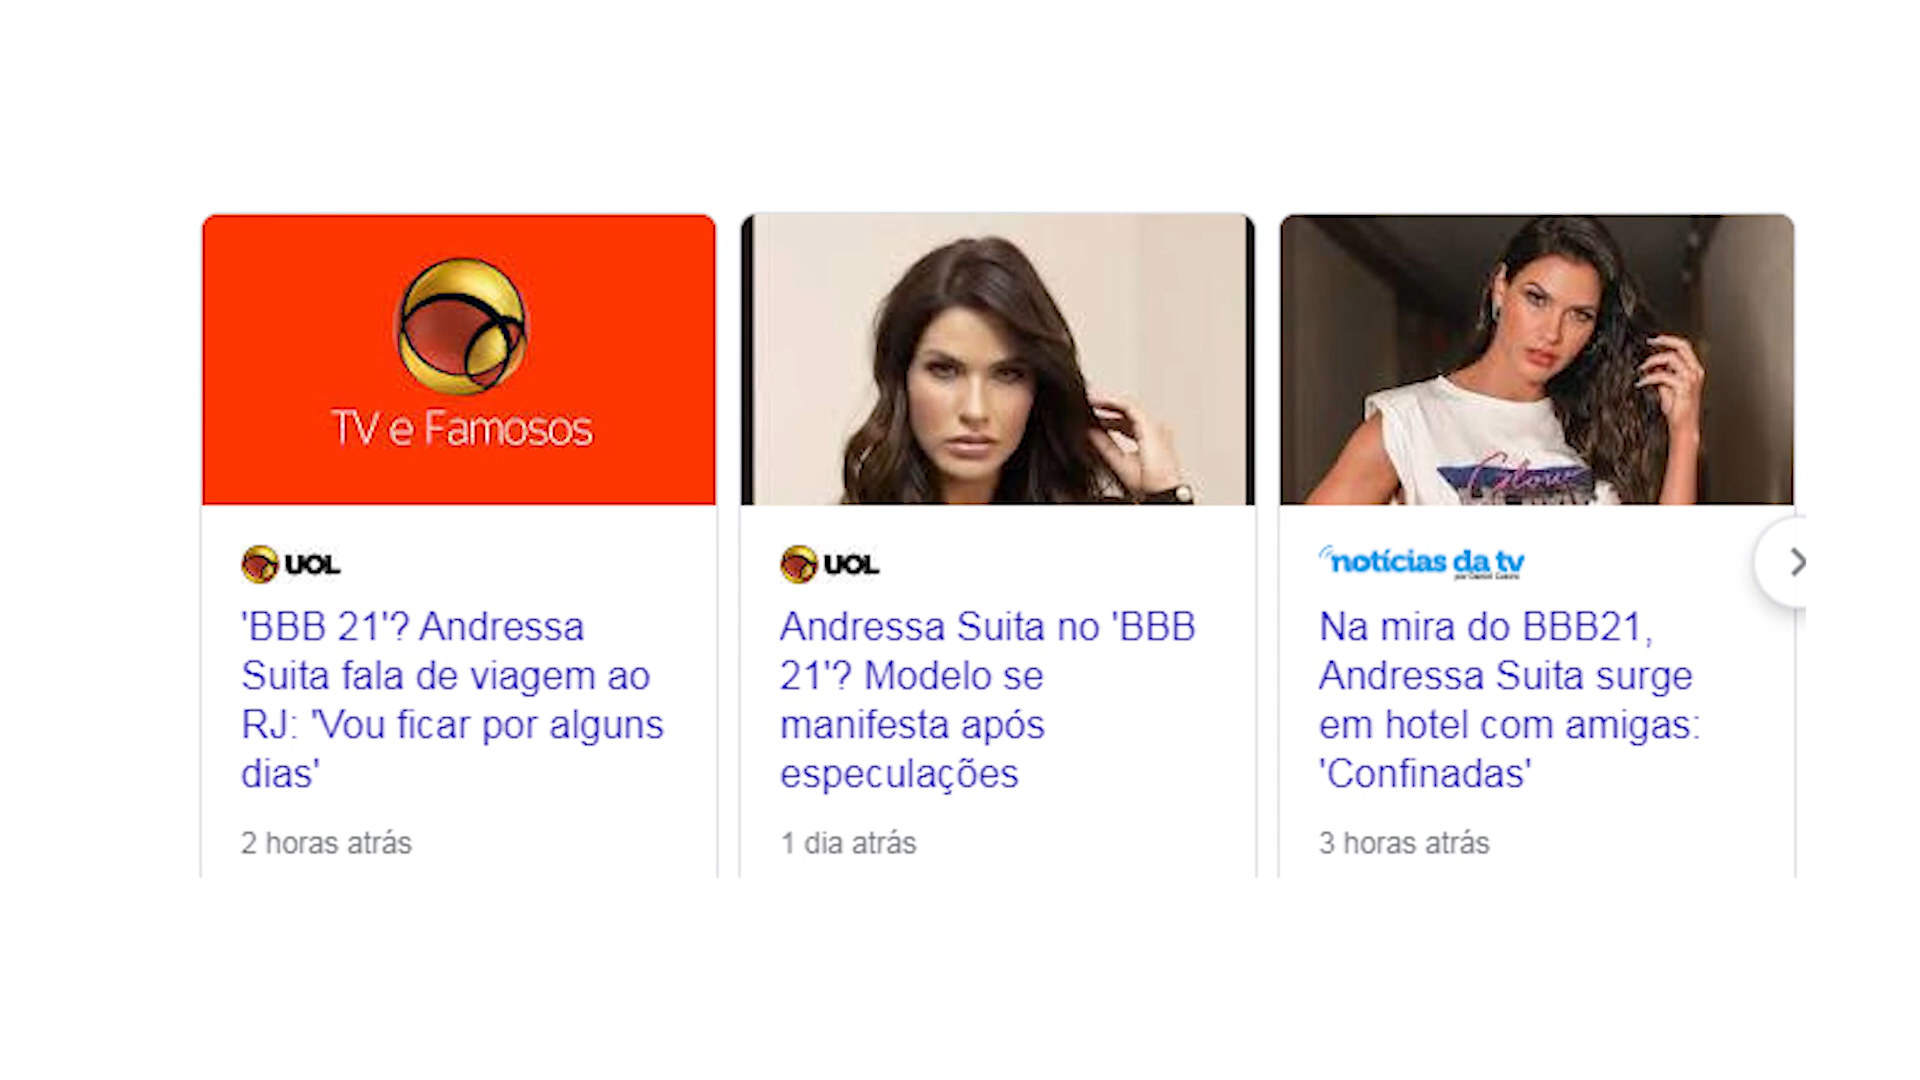 TV e Famosos
UOL
'BBB 21'? Andressa
Suita fala de viagem ao
RJ: 'Vou ficar por alguns
dias'
2 horas atrás
UOL
Andressa Suita no 'BBB
21'? Modelo se
manifesta após
especulações
1 dia atrás
Glow
notícias da tv
Na mira do BBB21,
Andressa Suita surge
em hotel com amigas:
'Confinadas'
3 horas atrás